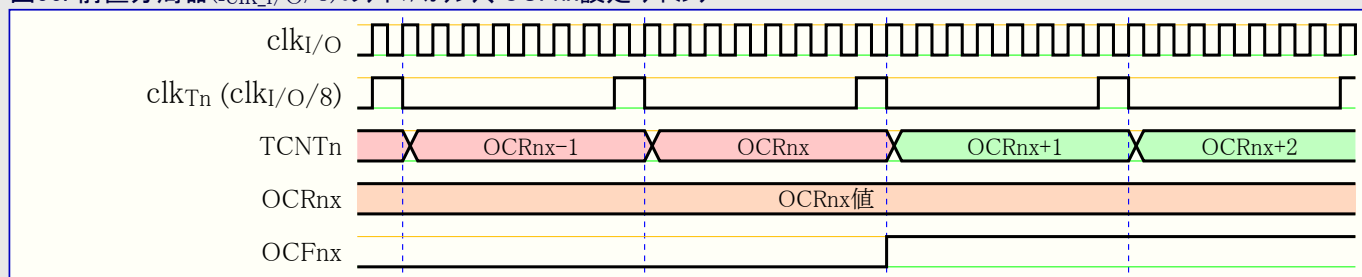 clkI/O
clkTn (clkI/O/8)
TCNTn OCRnx-1 OCRnx OCRnx+1 OCRnx+2
OCRnx OCRnx値
OCFnx